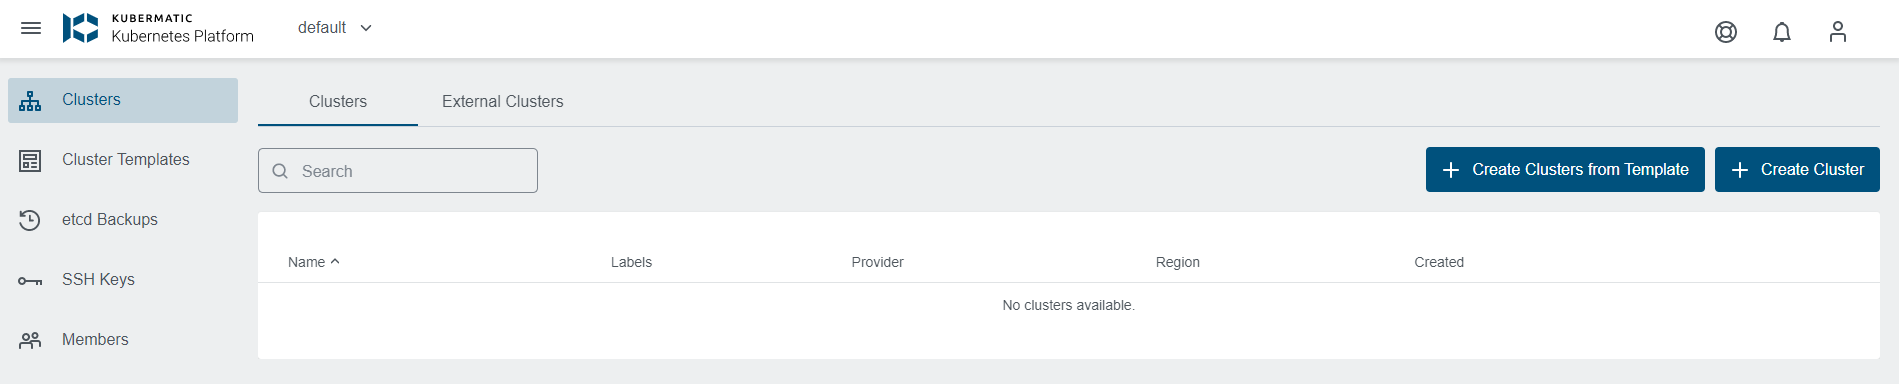 KUBERMATIC
Kubernetes Platform
default
Clusters
Cluster Templates
etcd Backups
SSH Keys
Members
Clusters External Clusters
Search
Create Clusters from Template
Create Cluster
Name Labels Provider Region Created
No clusters available.